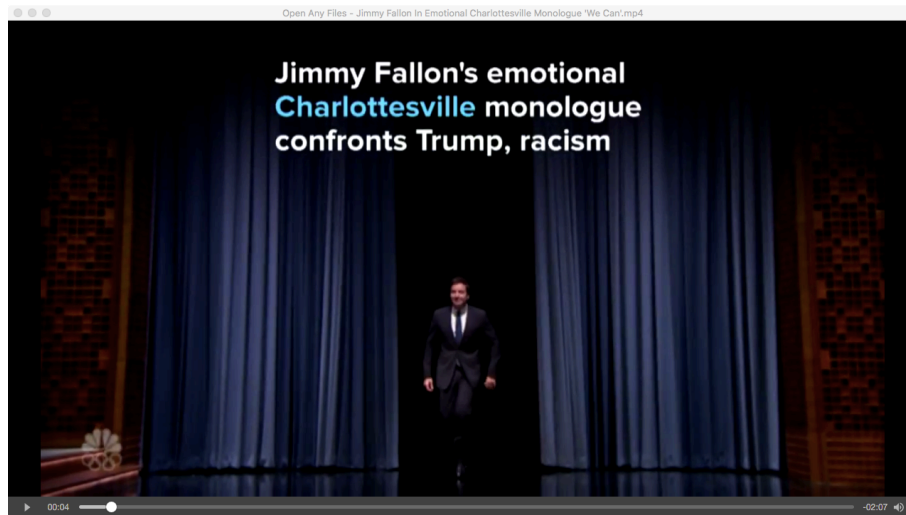 Open Any Files - Jimmy Fallon In Emotional Charlottesville Monologue 'We Can'.mp4
Jimmy Fallon's emotional
Charlottesville monologue
confronts Trump, racism
00:04
-02:07